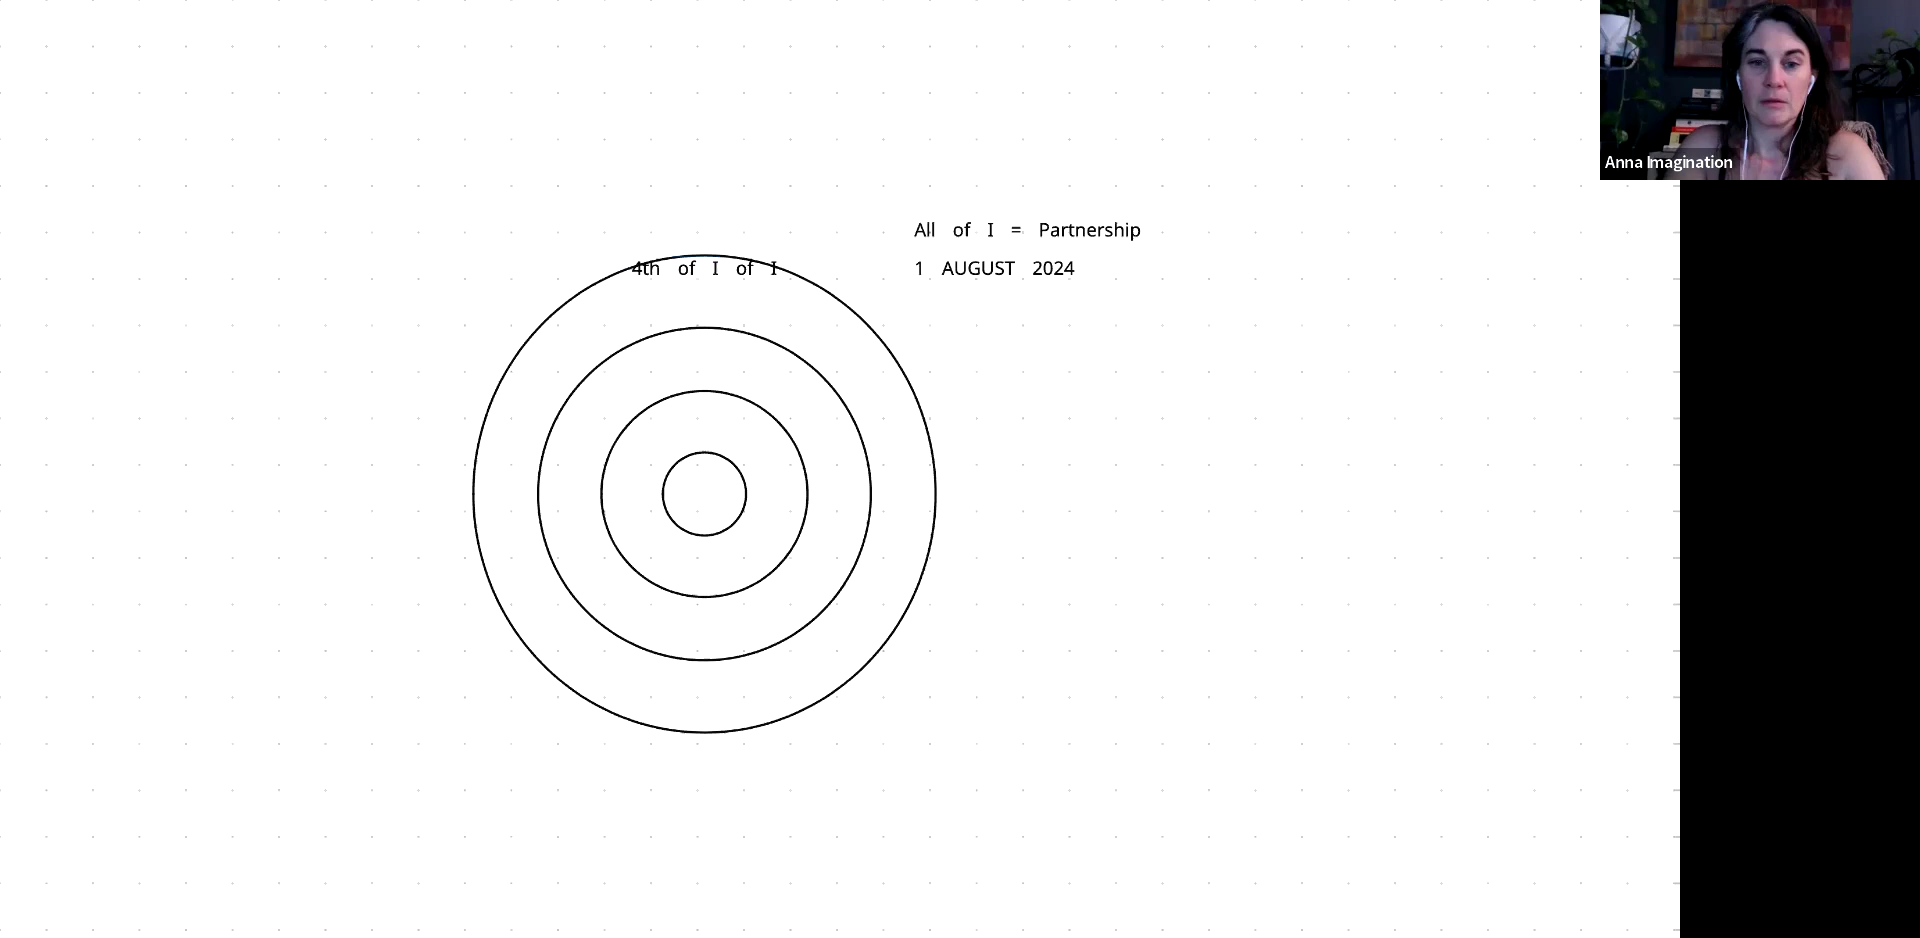 Anna Imagination
All of I = Partnership
4th of I of I
1 AUGUST 2024